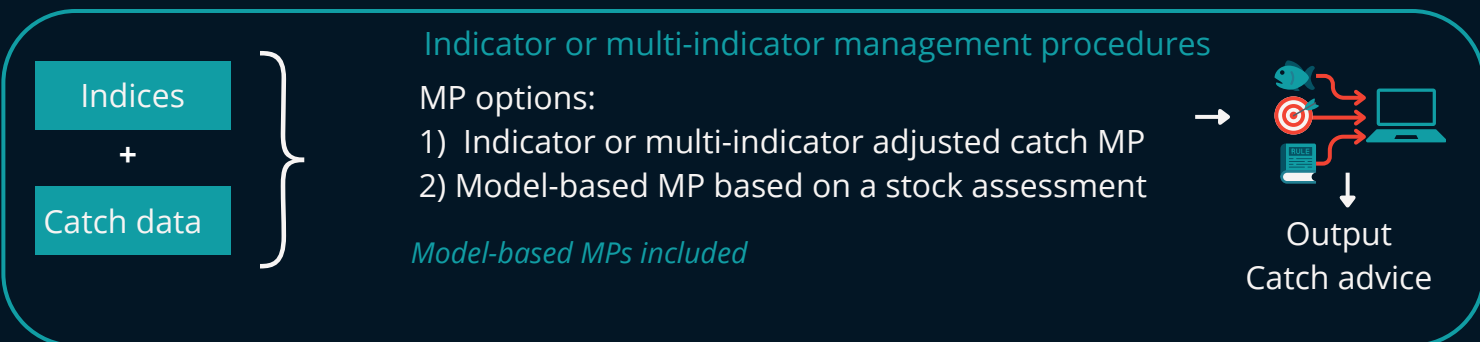 Indicator or multi-indicator management procedures
Indices
+
Catch data
MP options:
1) Indicator or multi-indicator adjusted catch MP
2) Model-based MP based on a stock assessment
Model-based MPs included
RULE
Output
Catch advice